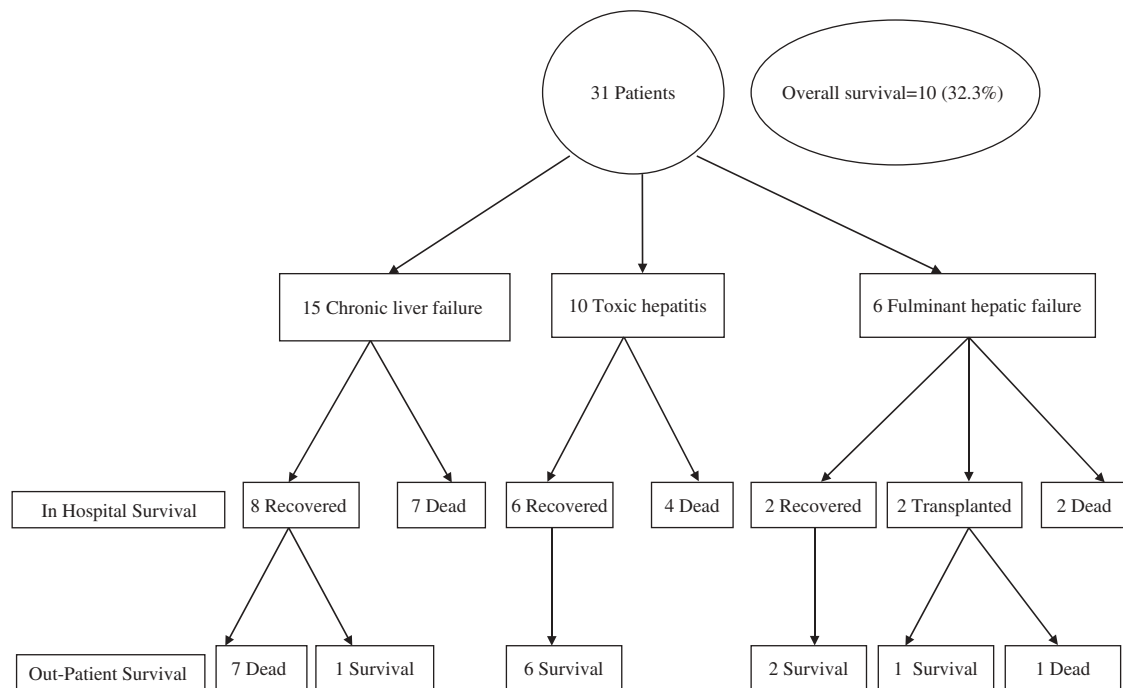 31 Patients
Overall survival=10 (32.3%)
15 Chronic liver failure
10 Toxic hepatitis
6 Fulminant hepatic failure
In Hospital Survival
8 Recovered
7 Dead
6 Recovered
4 Dead
2 Recovered
2 Transplanted
2 Dead
Out-Patient Survival
7 Dead
1 Survival
6 Survival
2 Survival
1 Survival
1 Dead